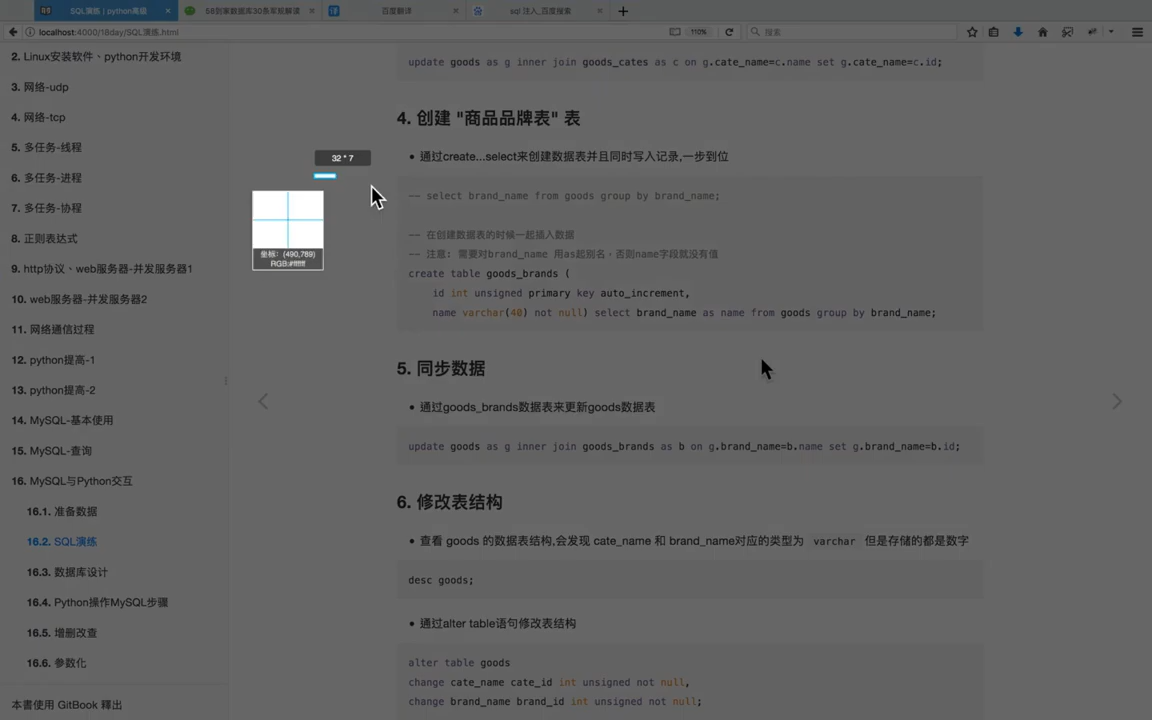 SQL演练 | python高级
58到家数据库30条军规解读
百度翻译
sql 注入_百度搜索
localhost:4000/18day/SQL演练.html
110%
搜索
2. Linux安装软件、python开发环境
3. 网络-udp
4. 网络-tcp
5. 多任务-线程
6. 多任务-进程
7. 多任务-协程
8. 正则表达式
9. http协议、web服务器-并发服务器1
10. web服务器-并发服务器2
11. 网络通信过程
12. python提高-1
13. python提高-2
14. MySQL-基本使用
15. MySQL-查询
16. MySQL与Python交互
16.1. 准备数据
16.2. SQL演练
16.3. 数据库设计
16.4. Python操作MySQL步骤
16.5. 增删改查
16.6. 参数化
本書使用 GitBook 釋出
32 * 7
坐标: (490,789)
RGB:#ffffff
update goods as g inner join goods_cates as c on g.cate_name=c.name set g.cate_name=c.id;
4. 创建 "商品品牌表" 表
• 通过create...select来创建数据表并且同时写入记录,一步到位
-- select brand_name from goods group by brand_name;
-- 在创建数据表的时候一起插入数据
-- 注意: 需要对brand_name 用as起别名，否则name字段就没有值
create table goods_brands (
id int unsigned primary key auto_increment,
name varchar(40) not null) select brand_name as name from goods group by brand_name;
5. 同步数据
• 通过goods_brands数据表来更新goods数据表
update goods as g inner join goods_brands as b on g.brand_name=b.name set g.brand_name=b.id;
6. 修改表结构
• 查看 goods 的数据表结构,会发现 cate_name 和 brand_name对应的类型为 varchar 但是存储的都是数字
desc goods;
• 通过alter table语句修改表结构
alter table goods
change cate_name cate_id int unsigned not null,
change brand_name brand_id int unsigned not null;